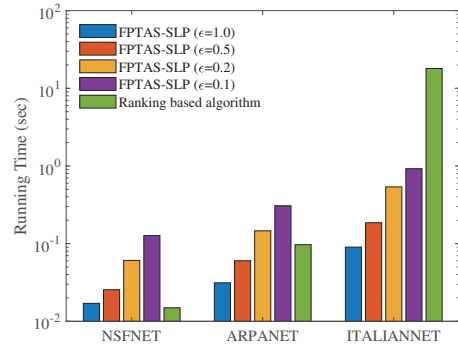 10^2
10^1
10^0
10^-1
10^-2
Running Time (sec)
FPTAS-SLP (ϵ=1.0)
FPTAS-SLP (ϵ=0.5)
FPTAS-SLP (ϵ=0.2)
FPTAS-SLP (ϵ=0.1)
Ranking based algorithm
NSFNET ARPANET ITALIANNET